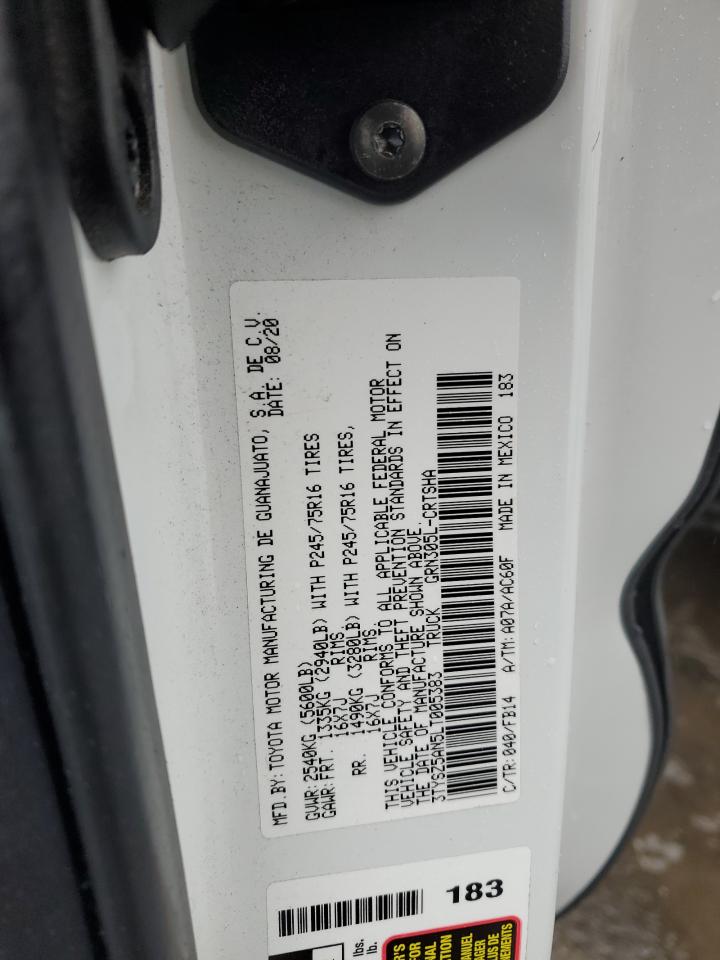 MFD.BY:TOYOTA MOTOR MANUFACTURING DE GUANAJUATO, S.A. DE C.V.
DATE: 08/20
GVWR:2540KG (5600LB)
GAWR:FRT. 1335KG (2940LB) WITH P245/75R16 TIRES
16X7J RIMS
RR. 1490KG (3280LB) WITH P245/75R16 TIRES,
16X7J RIMS
THIS VEHICLE CONFORMS TO ALL APPLICABLE FEDERAL MOTOR
VEHICLE SAFETY AND THEFT PREVENTION STANDARDS IN EFFECT ON
THE DATE OF MANUFACTURE SHOWN ABOVE.
3TYSZ5AN5LT005383 TRUCK GRN305L-CRTSHA
C/TR:040/FB14 A/TM:A07A/AC60F MADE IN MEXICO 183
183
lbs.
lb.